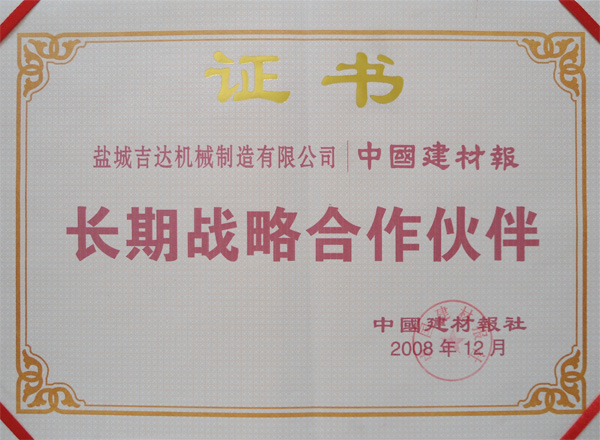 证书
盐城吉达机械制造有限公司|中國建材報
长期战略合作伙伴
中國建材報社
2008年12月